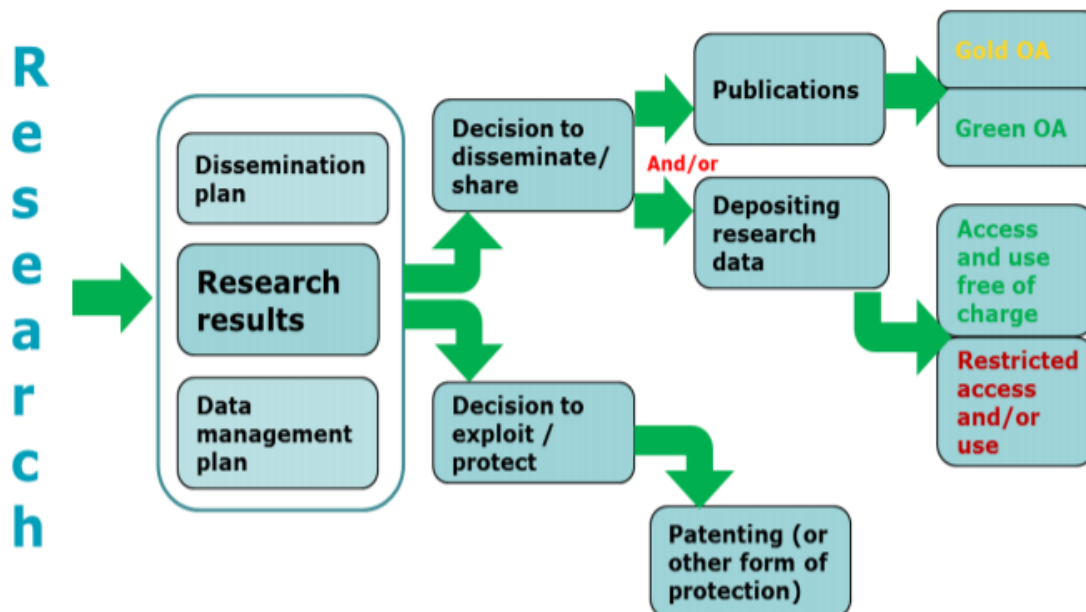 Research
Dissemination
plan
Research
results
Data
management
plan
Decision to
disseminate/
share
Decision to
exploit /
protect
And/or
Publications
Depositing
research
data
Patenting (or
other form of
protection)
Gold OA
Green OA
Access
and use
free of
charge
Restricted
access
and/or
use